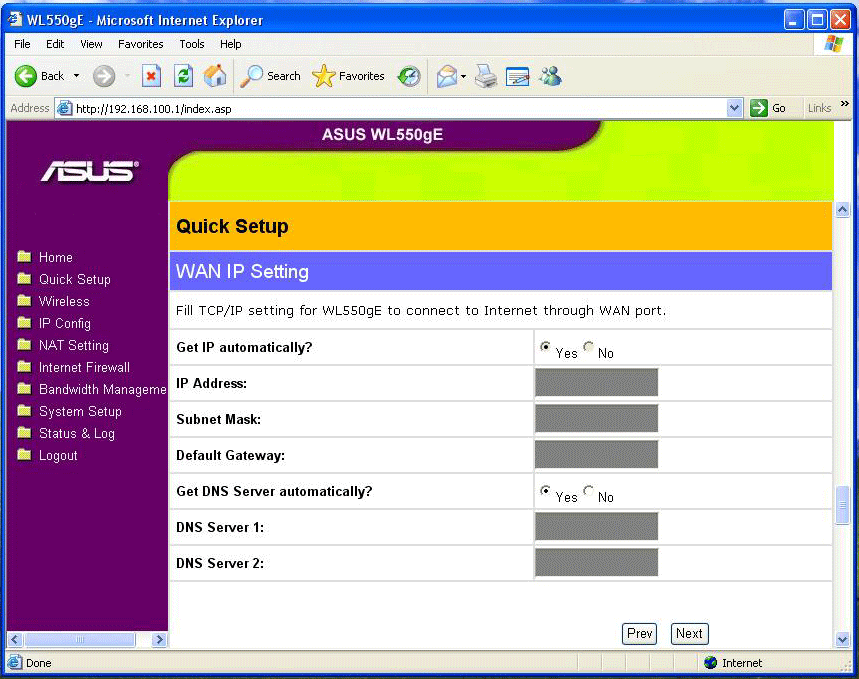 WL550gE - Microsoft Internet Explorer
File Edit View Favorites Tools Help
Back Search Favorites
Address http://192.168.100.1/index.asp Go Links »
ASUS WL550gE
ASUS®
Quick Setup
WAN IP Setting
Fill TCP/IP setting for WL550gE to connect to Internet through WAN port.
Home
Quick Setup
Wireless
IP Config
NAT Setting
Internet Firewall
Bandwidth Manageme
System Setup
Status & Log
Logout
Get IP automatically? Yes No
IP Address:
Subnet Mask:
Default Gateway:
Get DNS Server automatically? Yes No
DNS Server 1:
DNS Server 2:
Prev Next
Done Internet